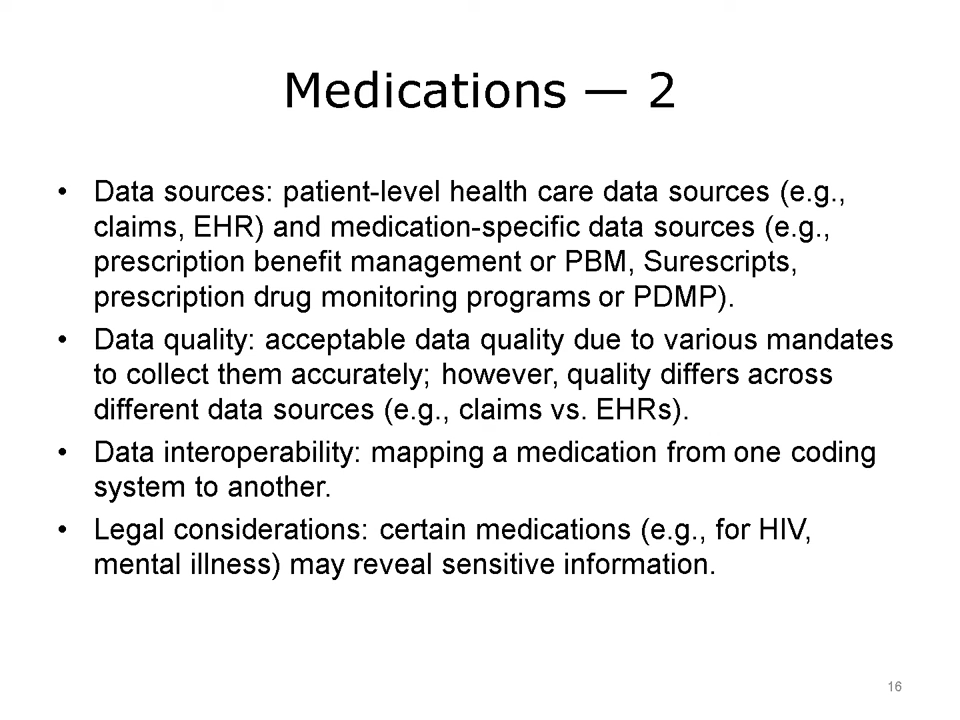 Medications — 2
• Data sources: patient-level health care data sources (e.g.,
claims, EHR) and medication-specific data sources (e.g.,
prescription benefit management or PBM, Surescripts,
prescription drug monitoring programs or PDMP).
• Data quality: acceptable data quality due to various mandates
to collect them accurately; however, quality differs across
different data sources (e.g., claims vs. EHRs).
• Data interoperability: mapping a medication from one coding
system to another.
• Legal considerations: certain medications (e.g., for HIV,
mental illness) may reveal sensitive information.
16